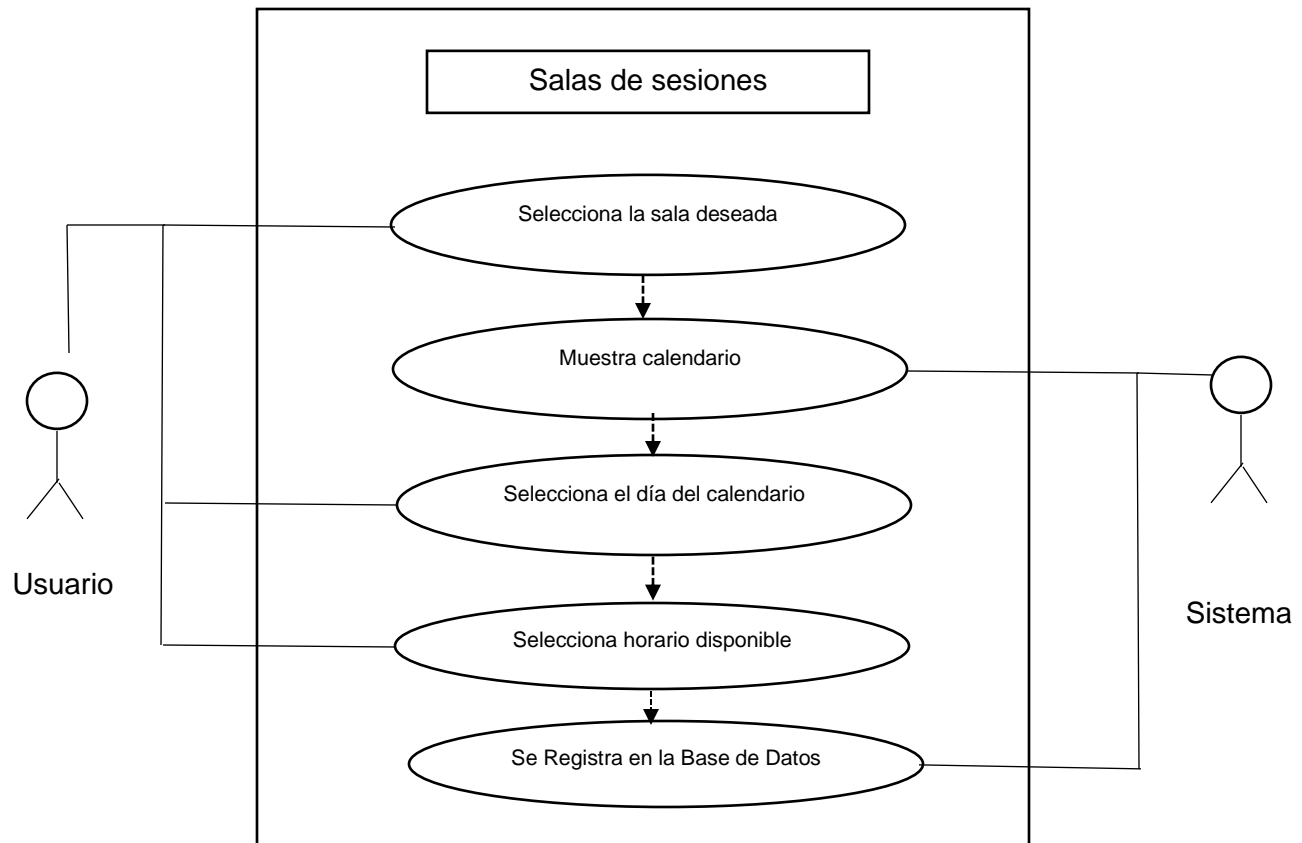 Salas de sesiones
Selecciona la sala deseada
Muestra calendario
Selecciona el día del calendario
Usuario
Selecciona horario disponible
Sistema
Se Registra en la Base de Datos